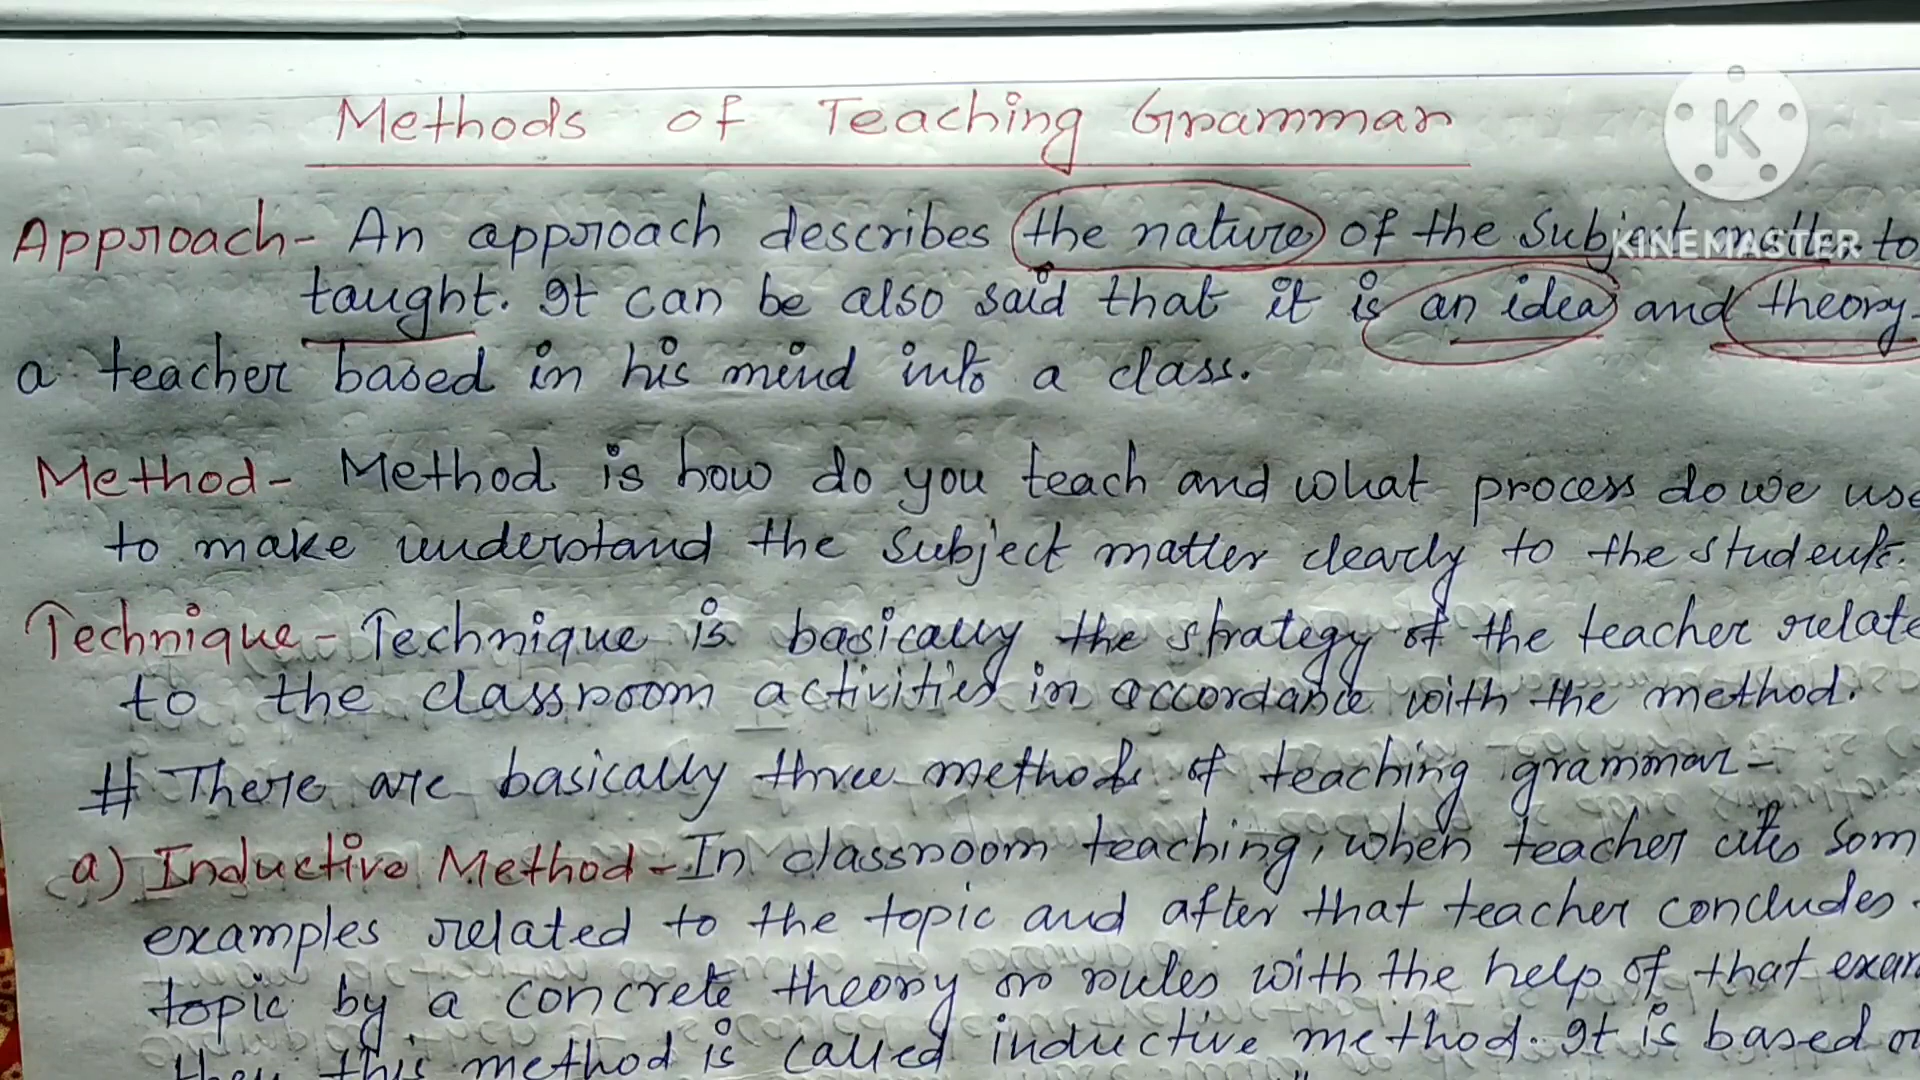 Methods of Teaching Grammar
K
KINEMASTER
Approach- An approach describes the nature of the Subject matter to
taught. It can be also said that it is an idea and theory
a teacher based in his mind into a class.
Method- Method is how do you teach and what process do we use
to make understand the Subject matter clearly to the students.
Technique- Technique is basically the strategy of the teacher relate
to the classroom activities in accordance with the method.
# There are basically three methods of teaching grammar-
a) Inductive Method- In classroom teaching, when teacher cites Som
examples related to the topic and after that teacher concludes
topic by a concrete theory or rules with the help of that exam
then this method is called inductive method. It is based on